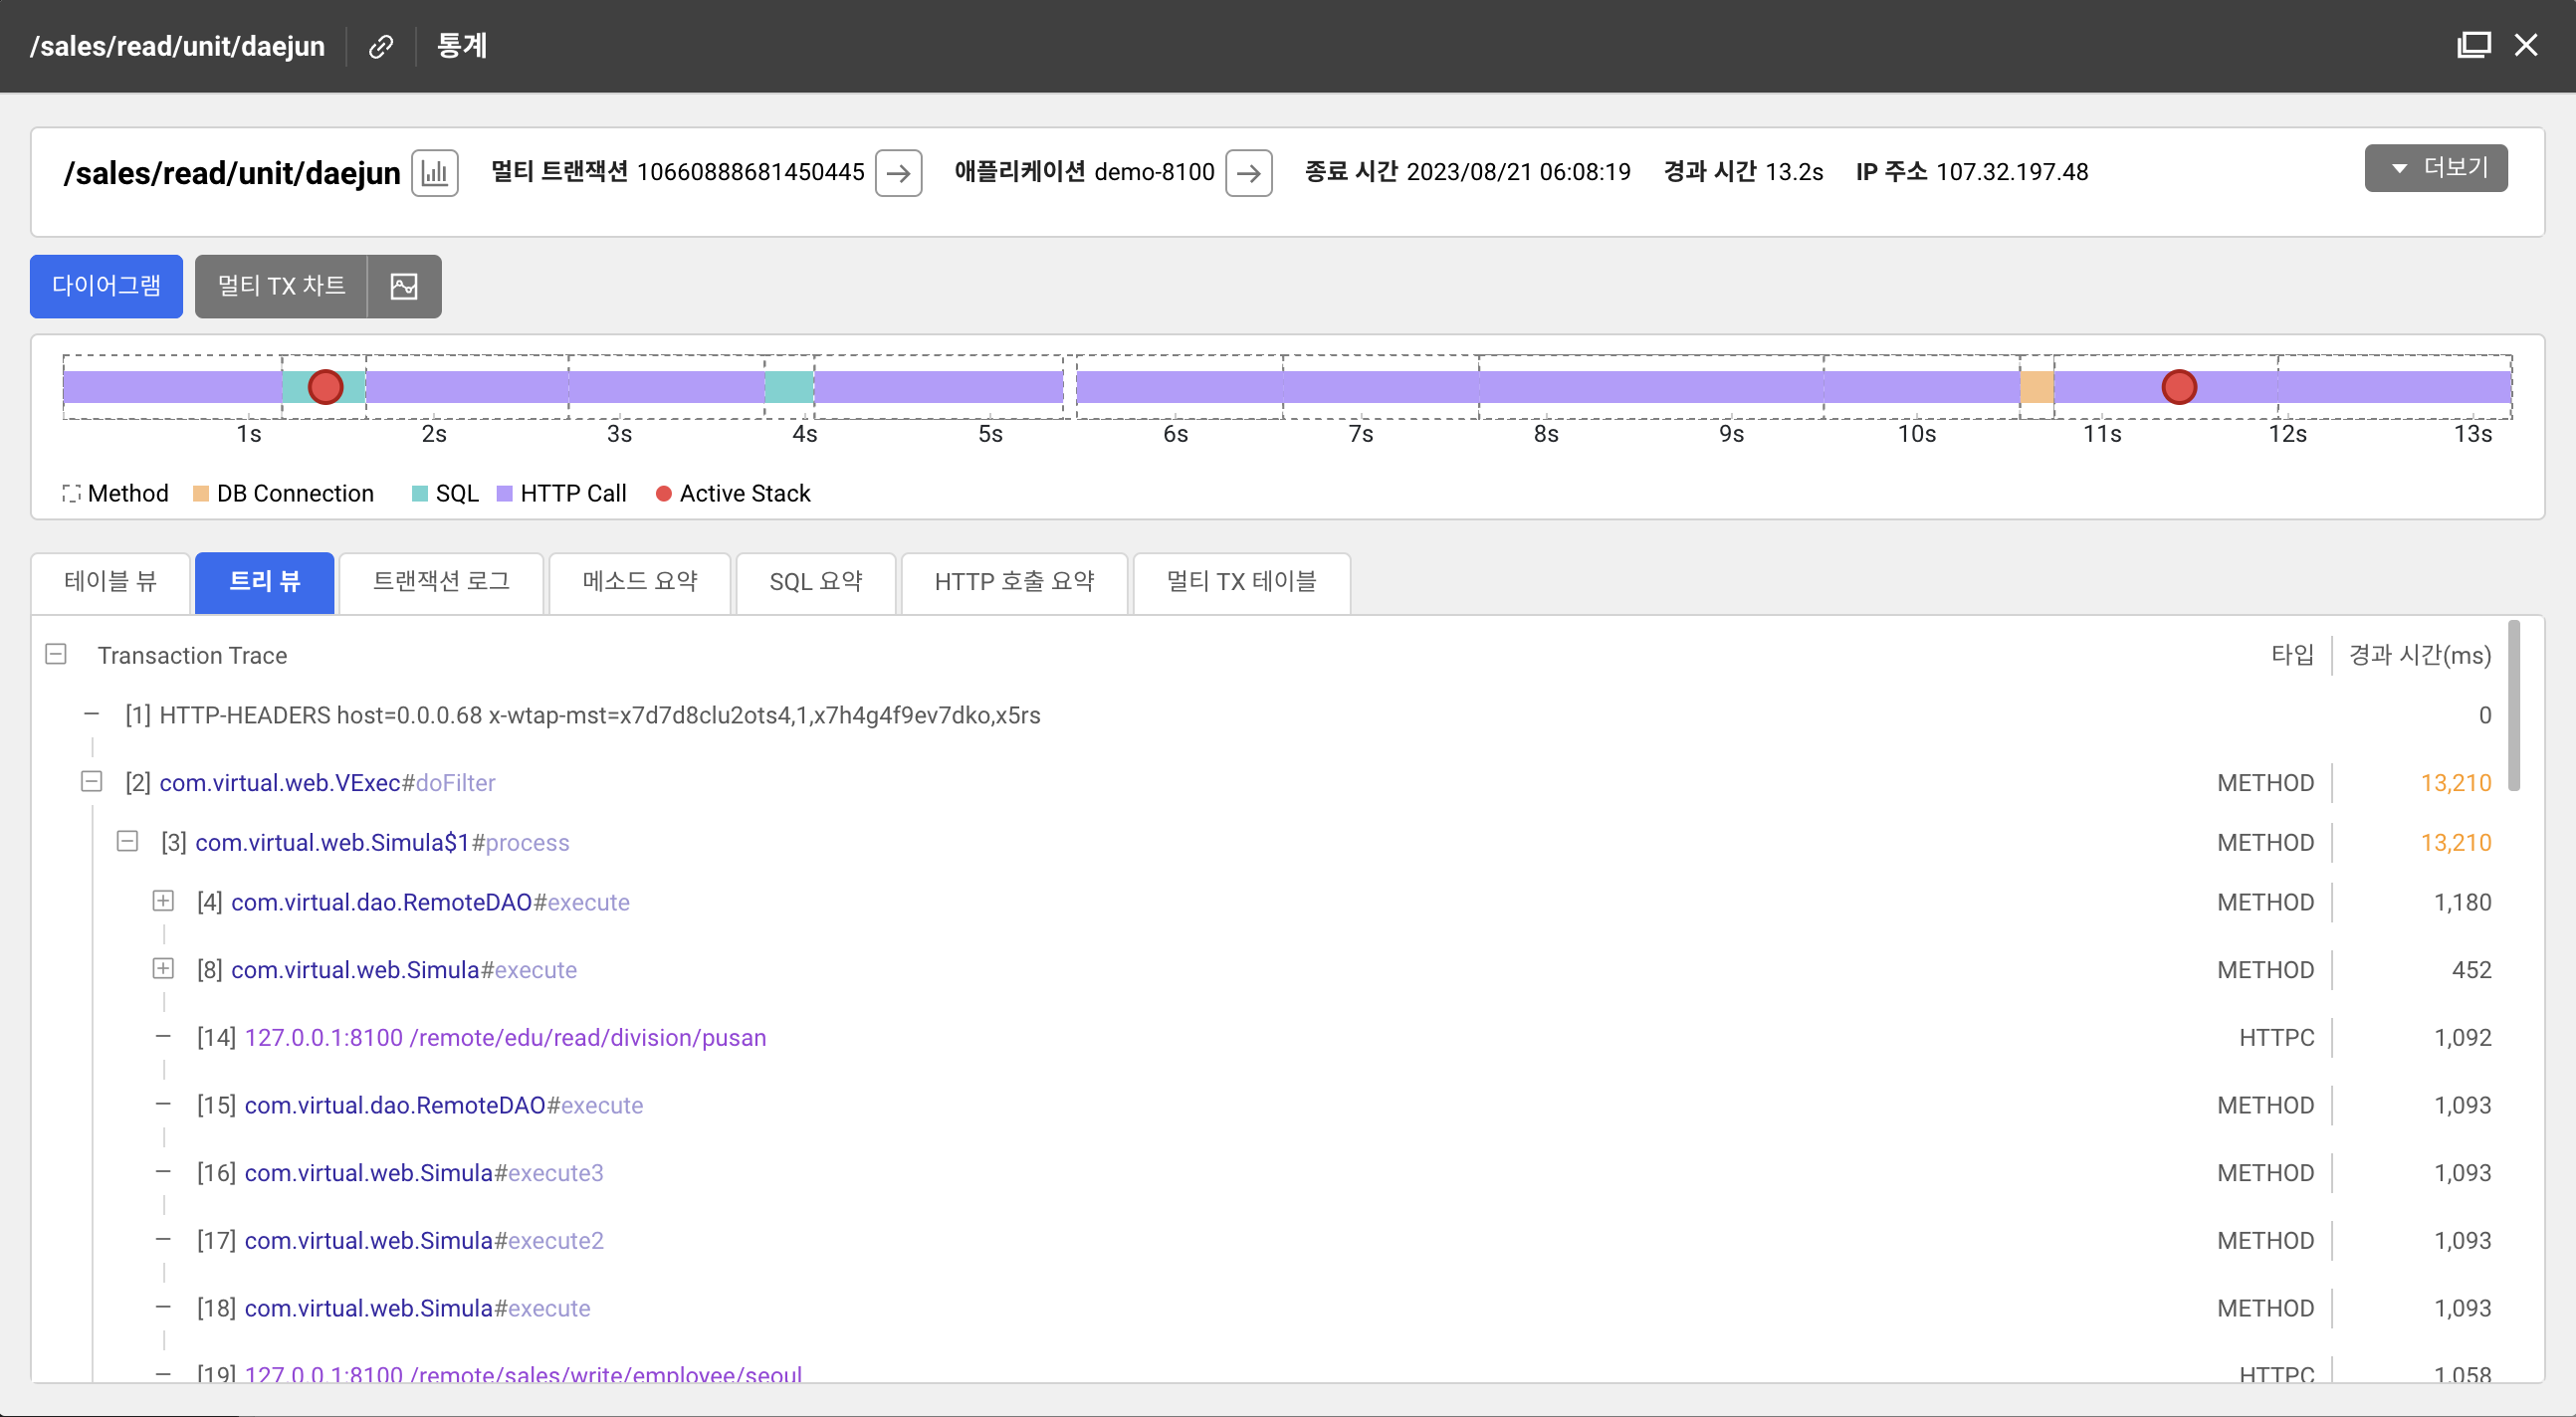 /sales/read/unit/daejun 통계
/sales/read/unit/daejun 멀티 트랜잭션 10660888681450445 애플리케이션 demo-8100 종료 시간 2023/08/21 06:08:19 경과 시간 13.2s IP 주소 107.32.197.48 더보기
다이어그램 멀티 TX 차트
1s 2s 3s 4s 5s 6s 7s 8s 9s 10s 11s 12s 13s
Method DB Connection SQL HTTP Call Active Stack
테이블 뷰 트리 뷰 트랜잭션 로그 메소드 요약 SQL 요약 HTTP 호출 요약 멀티 TX 테이블
Transaction Trace 타입 경과 시간(ms)
[1] HTTP-HEADERS host=0.0.0.68 x-wtap-mst=x7d7d8clu2ots4,1,x7h4g4f9ev7dko,x5rs 0
[2] com.virtual.web.VExec#doFilter METHOD 13,210
[3] com.virtual.web.Simula$1#process METHOD 13,210
[4] com.virtual.dao.RemoteDAO#execute METHOD 1,180
[8] com.virtual.web.Simula#execute METHOD 452
[14] 127.0.0.1:8100 /remote/edu/read/division/pusan HTTPC 1,092
[15] com.virtual.dao.RemoteDAO#execute METHOD 1,093
[16] com.virtual.web.Simula#execute3 METHOD 1,093
[17] com.virtual.web.Simula#execute2 METHOD 1,093
[18] com.virtual.web.Simula#execute METHOD 1,093
[19] 127.0.0.1:8100 /remote/sales/write/employee/seoul HTTPC 1,058